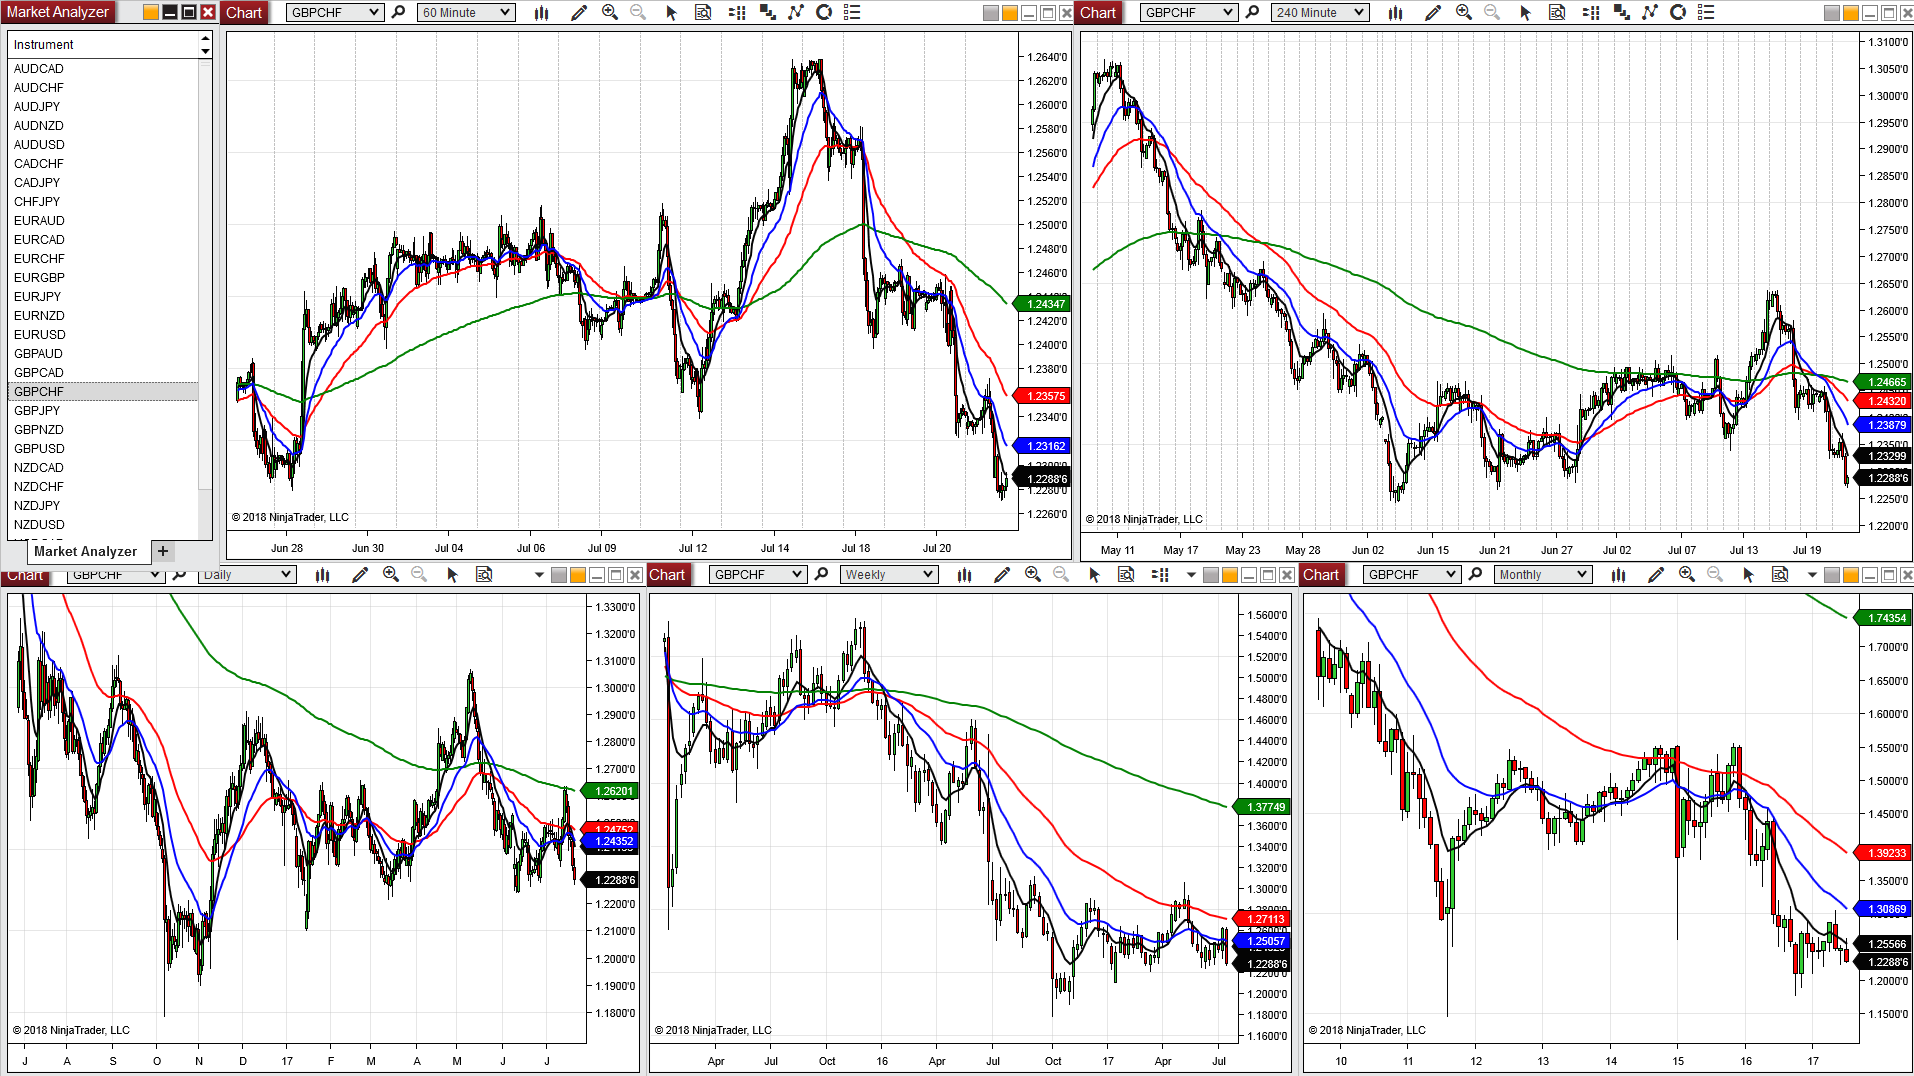 Market Analyzer
Instrument
AUDCAD
AUDCHF
AUDJPY
AUDNZD
AUDUSD
CADCHF
CADJPY
CHFJPY
EURAUD
EURCAD
EURCHF
EURGBP
EURJPY
EURNZD
EURUSD
GBPAUD
GBPCAD
GBPCHF
GBPJPY
GBPNZD
GBPUSD
NZDCAD
NZDCHF
NZDJPY
NZDUSD
Market Analyzer +
Chart GBPCHF 60 Minute
1.2640'0
1.2620'0
1.2600'0
1.2580'0
1.2560'0
1.2540'0
1.2520'0
1.2500'0
1.2480'0
1.2460'0
1.24347
1.2420'0
1.2400'0
1.2380'0
1.23575
1.2340'0
1.23162
1.2288'6
1.2280'0
1.2260'0
© 2018 NinjaTrader, LLC
Jun 28 Jun 30 Jul 04 Jul 06 Jul 09 Jul 12 Jul 14 Jul 18 Jul 20
Chart GBPCHF 240 Minute
1.3100'0
1.3050'0
1.3000'0
1.2950'0
1.2900'0
1.2850'0
1.2800'0
1.2750'0
1.2700'0
1.2650'0
1.2600'0
1.2550'0
1.2500'0
1.24665
1.24320
1.23879
1.2350'0
1.23299
1.2288'6
1.2250'0
1.2200'0
© 2018 NinjaTrader, LLC
May 11 May 17 May 23 May 28 Jun 02 Jun 15 Jun 21 Jun 27 Jul 02 Jul 07 Jul 13 Jul 19
Chart GBPCHF Daily
1.3300'0
1.3200'0
1.3100'0
1.3000'0
1.2900'0
1.2800'0
1.2700'0
1.26201
1.24752
1.24352
1.2288'6
1.2200'0
1.2100'0
1.2000'0
1.1900'0
1.1800'0
© 2018 NinjaTrader, LLC
J A S O N D 17 F M A M J J
Chart GBPCHF Weekly
1.5600'0
1.5400'0
1.5200'0
1.5000'0
1.4800'0
1.4600'0
1.4400'0
1.4200'0
1.4000'0
1.37749
1.3600'0
1.3400'0
1.3200'0
1.3000'0
1.2800'0
1.27113
1.25057
1.2288'6
1.2200'0
1.2000'0
1.1800'0
1.1600'0
© 2018 NinjaTrader, LLC
Apr Jul Oct 16 Apr Jul Oct 17 Apr Jul
Chart GBPCHF Monthly
1.74354
1.7000'0
1.6500'0
1.6000'0
1.5500'0
1.5000'0
1.4500'0
1.39233
1.3500'0
1.30869
1.25566
1.2288'6
1.2000'0
1.1500'0
© 2018 NinjaTrader, LLC
10 11 12 13 14 15 16 17